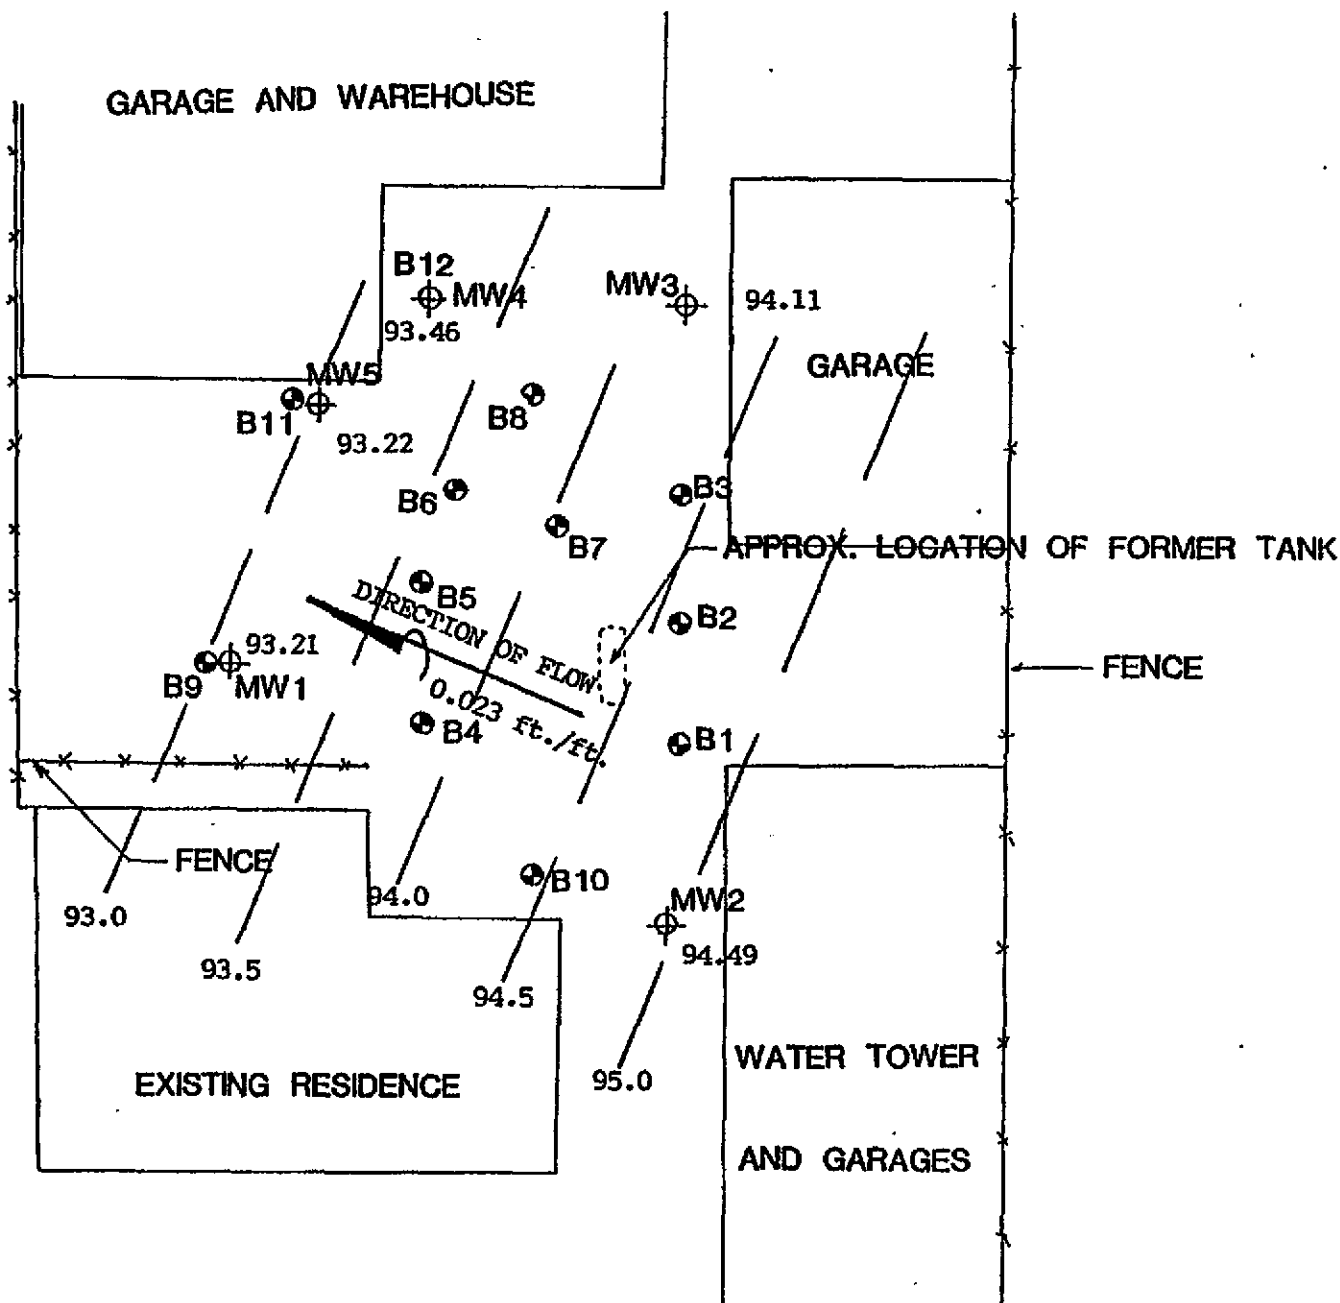 GARAGE AND WAREHOUSE
B12
MW4
93.46
MW3
94.11
GARAGE
MW5
B11
93.22
B8
B6
B3
B7
APPROX. LOCATION OF FORMER TANK
B5
DIRECTION OF FLOW
B2
93.21
B9
MW1
FENCE
0.023 ft./ft.
B4
B1
FENCE
B10
94.0
93.0
MW2
94.49
93.5
94.5
95.0
WATER TOWER
AND GARAGES
EXISTING RESIDENCE